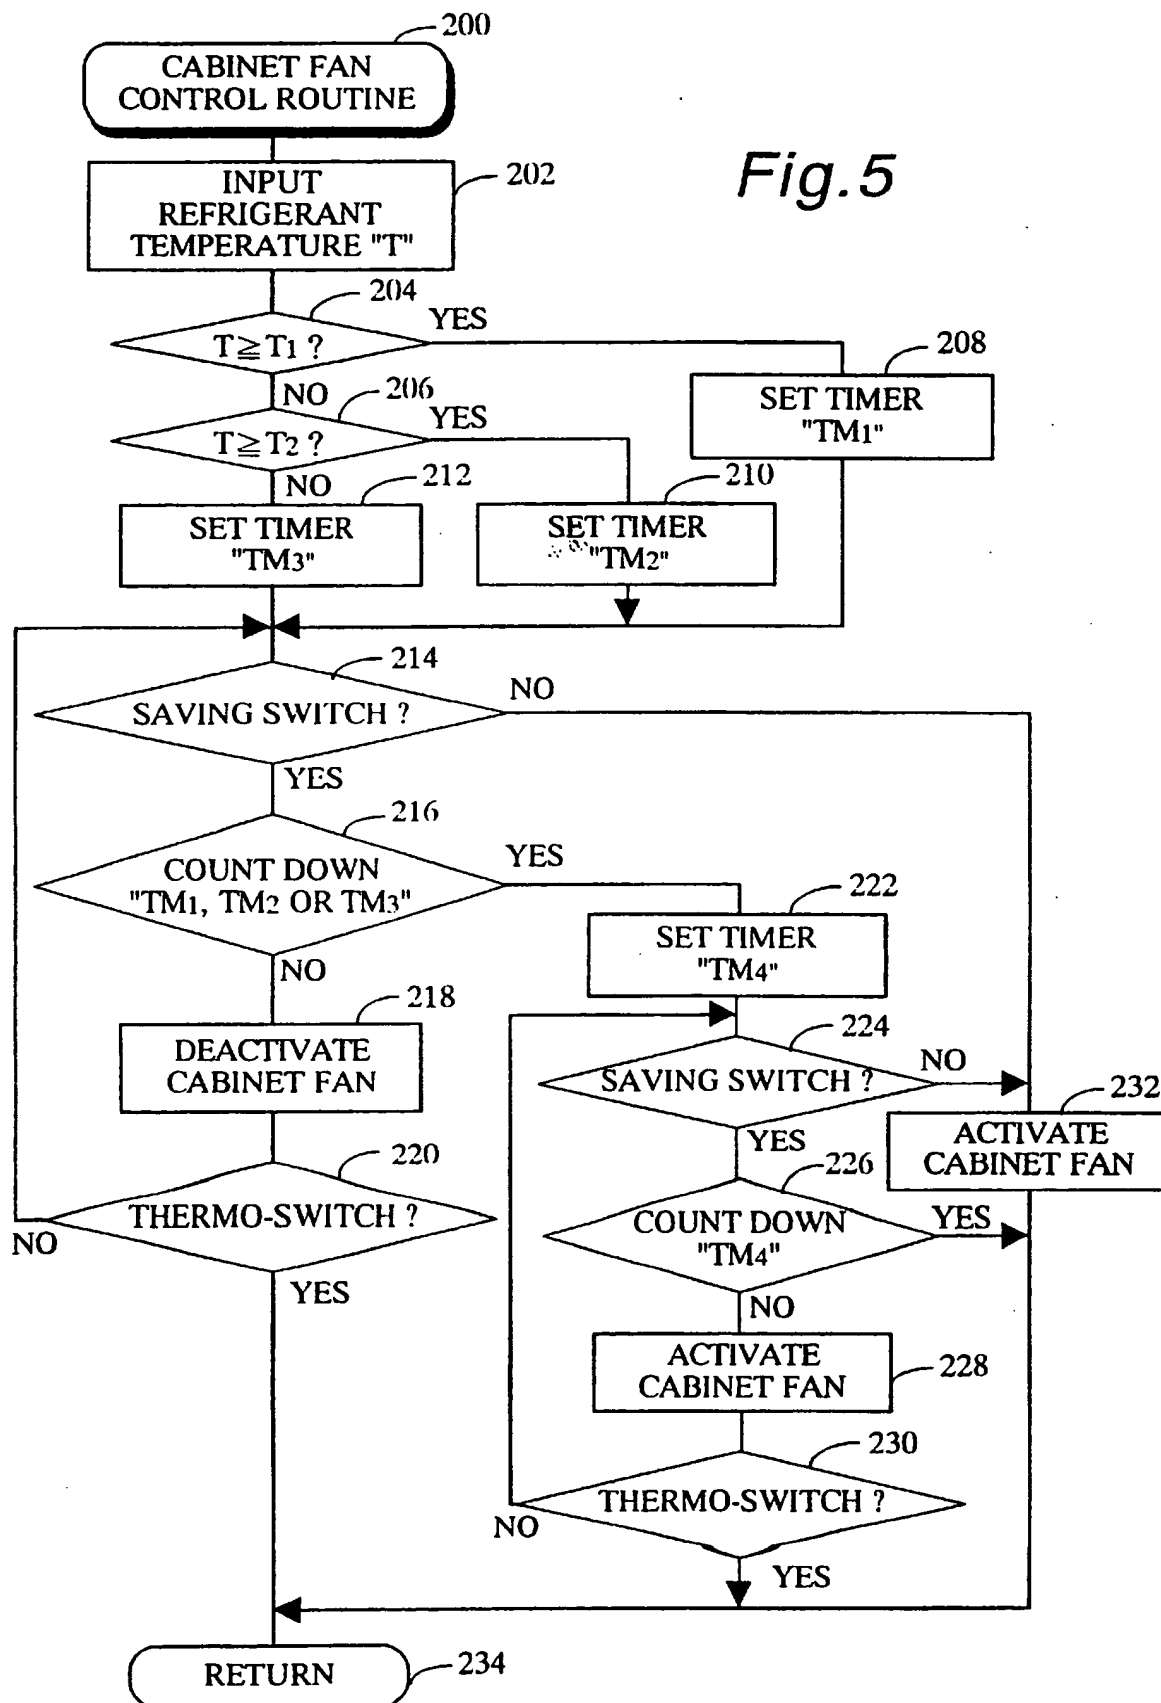 200
CABINET FAN
CONTROL ROUTINE
Fig.5
INPUT
REFRIGERANT
TEMPERATURE "T"
202
204
T≧T1 ?
YES
NO
208
SET TIMER
"TM1"
206
T≧T2 ?
YES
NO
212
SET TIMER
"TM3"
210
SET TIMER
"TM2"
214
SAVING SWITCH ?
NO
YES
216
COUNT DOWN
"TM1, TM2 OR TM3"
YES
NO
222
SET TIMER
"TM4"
218
DEACTIVATE
CABINET FAN
224
SAVING SWITCH ?
NO
YES
232
ACTIVATE
CABINET FAN
220
THERMO-SWITCH ?
NO
YES
226
COUNT DOWN
"TM4"
YES
NO
ACTIVATE
CABINET FAN
228
230
THERMO-SWITCH ?
NO
YES
RETURN
234